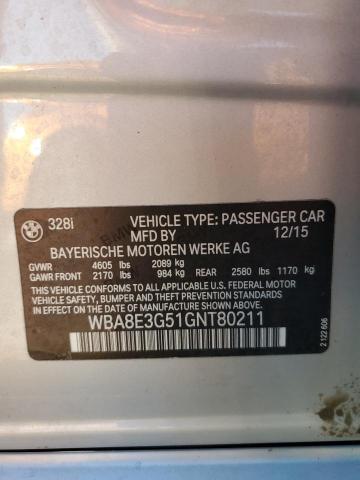 328i
VEHICLE TYPE: PASSENGER CAR
MFD BY 12/15
BAYERISCHE MOTOREN WERKE AG
GVWR 4605 lbs 2089 kg
GAWR FRONT 2170 lbs 984 kg GAWR REAR 2580 lbs 1170 kg
THIS VEHICLE CONFORMS TO ALL APPLICABLE U.S. FEDERAL MOTOR
VEHICLE SAFETY, BUMPER, AND THEFT PREVENTION STANDARDS
IN EFFECT ON THE DATE OF MANUFACTURE SHOWN ABOVE.
WBA8E3G51GNT80211
2 122 606